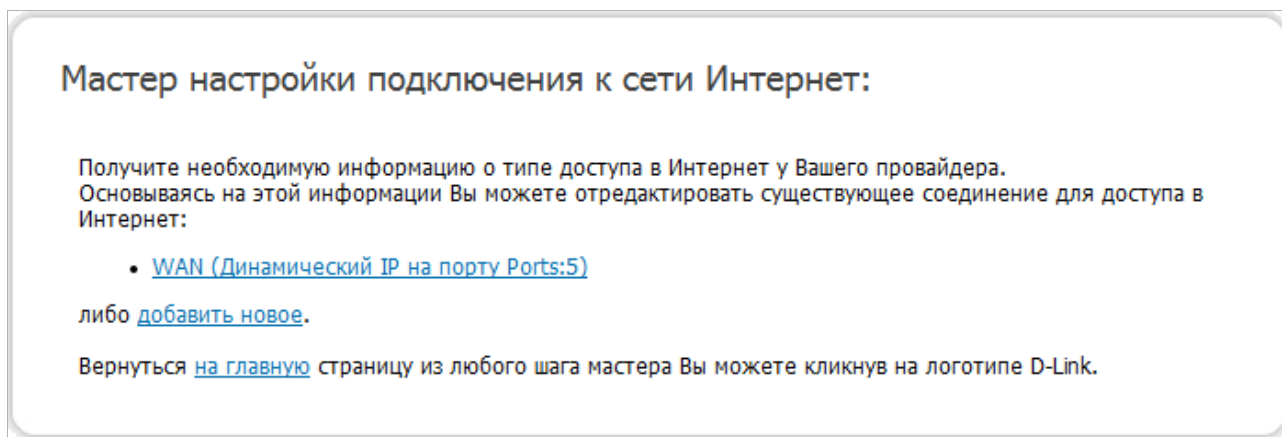 Мастер настройки подключения к сети Интернет:
Получите необходимую информацию о типе доступа в Интернет у Вашего провайдера.
Основываясь на этой информации Вы можете отредактировать существующее соединение для доступа в
Интернет:
• WAN (Динамический IP на порту Ports:5)
либо добавить новое.
Вернуться на главную страницу из любого шага мастера Вы можете кликнув на логотипе D-Link.